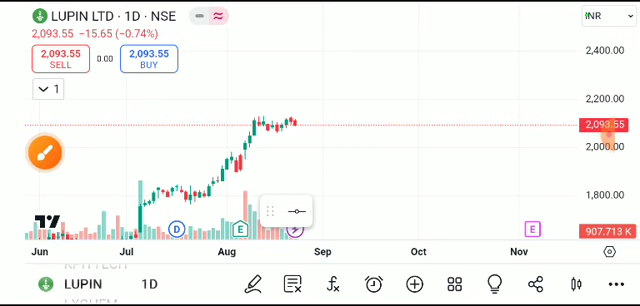 LUPIN LTD · 1D · NSE
INR
2,093.55 −15.65 (−0.74%)
2,093.55
SELL
0.00
2,093.55
BUY
1
2,400.00
2,200.00
2,093.55
2,000.00
1,800.00
907.713 K
D
E
E
Jun
Jul
Aug
Sep
Oct
Nov
LUPIN 1D